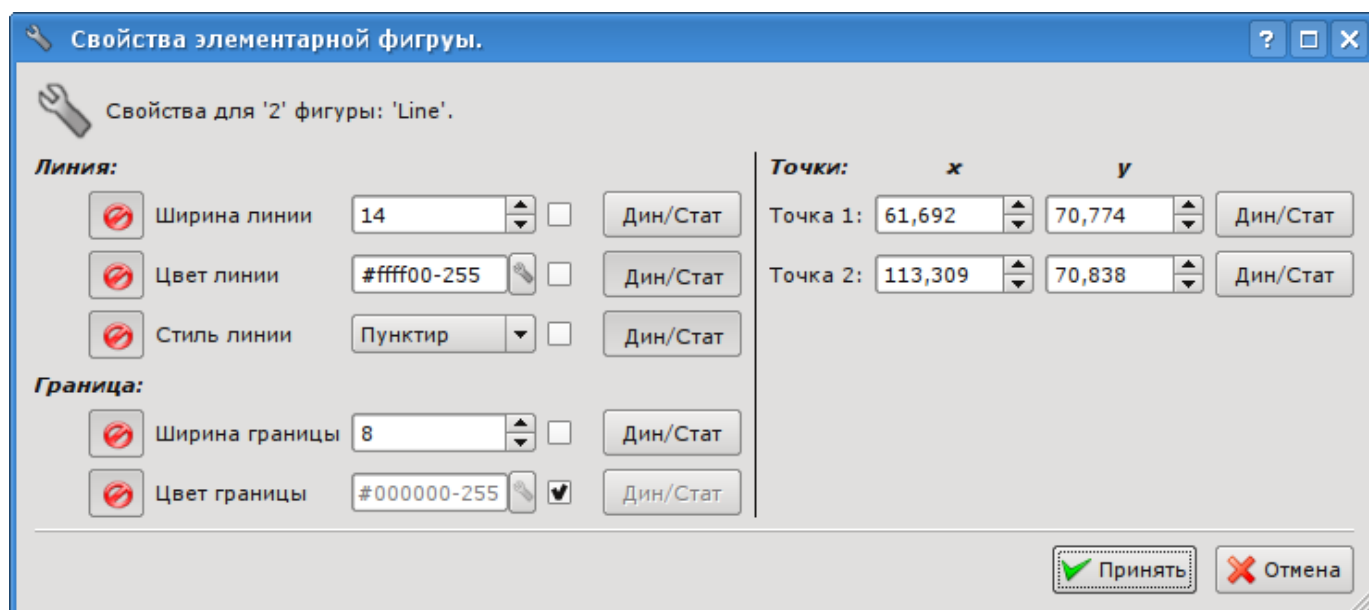 Свойства элементарной фигруы.
Свойства для '2' фигуры: 'Line'.
Линия:
Ширина линии 14 Дин/Стат
Цвет линии #ffff00-255 Дин/Стат
Стиль линии Пунктир Дин/Стат
Граница:
Ширина границы 8 Дин/Стат
Цвет границы #000000-255 Дин/Стат
Точки: x y
Точка 1: 61,692 70,774 Дин/Стат
Точка 2: 113,309 70,838 Дин/Стат
Принять Отмена